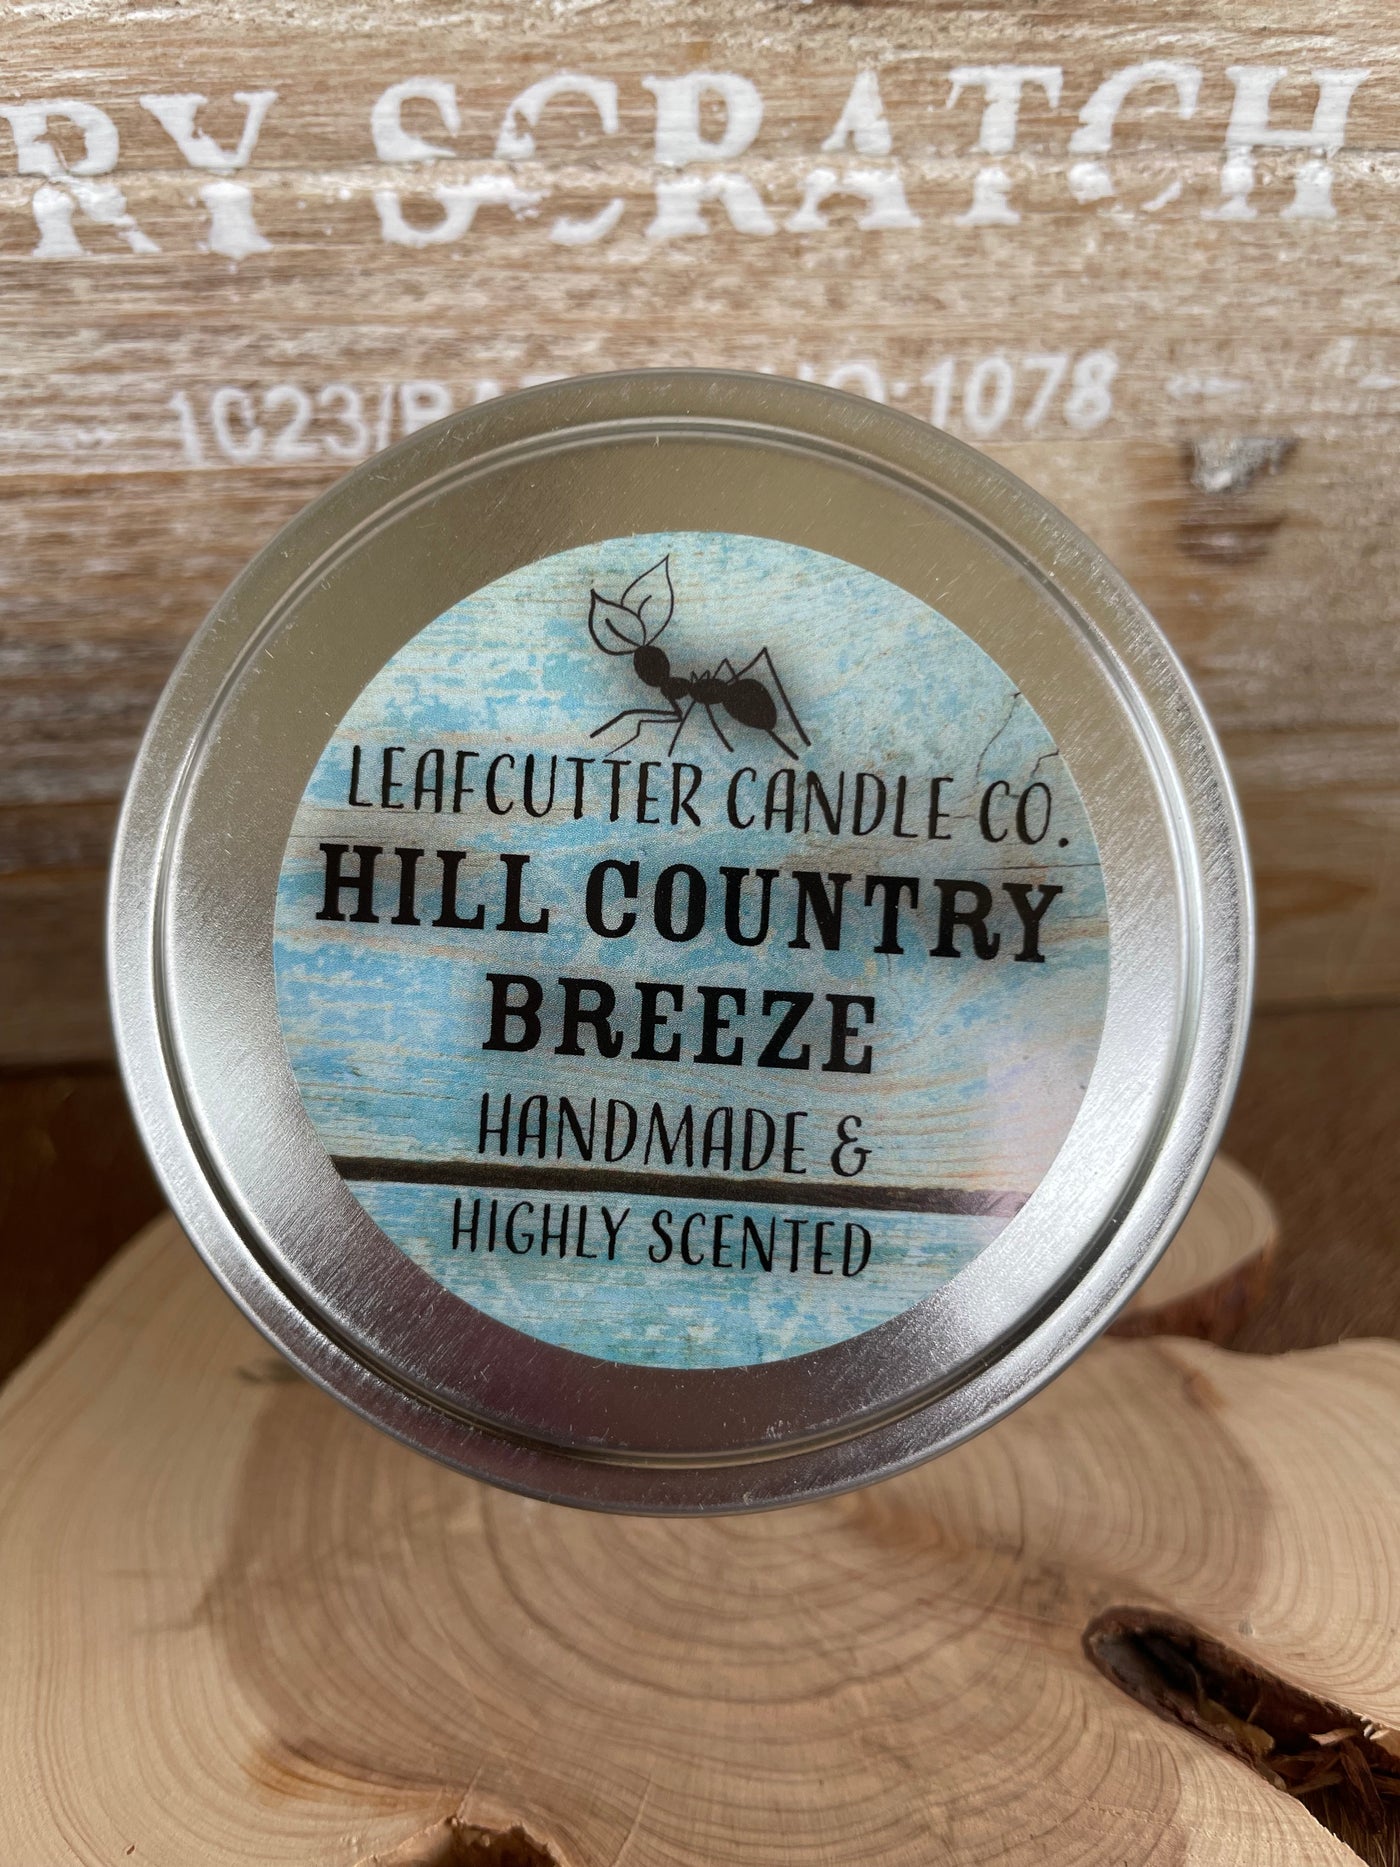 RY SCRATCH
1023/
:1078
LEAFCUTTER CANDLE CO.
HILL COUNTRY
BREEZE
HANDMADE &
HIGHLY SCENTED